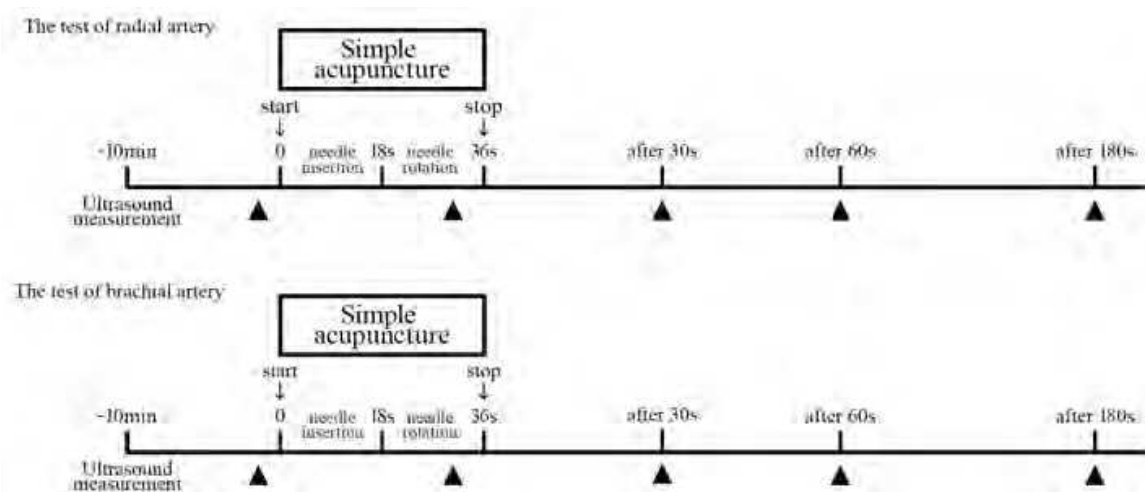 The test of radial artery
Simple
acupuncture
start stop
↓ ↓
-10min 0 needle insertion 18s needle rotation 36s after 30s after 60s after 180s
Ultrasound
measurement
The test of brachial artery
Simple
acupuncture
start stop
↓ ↓
-10min 0 needle insertion 18s needle rotation 36s after 30s after 60s after 180s
Ultrasound
measurement